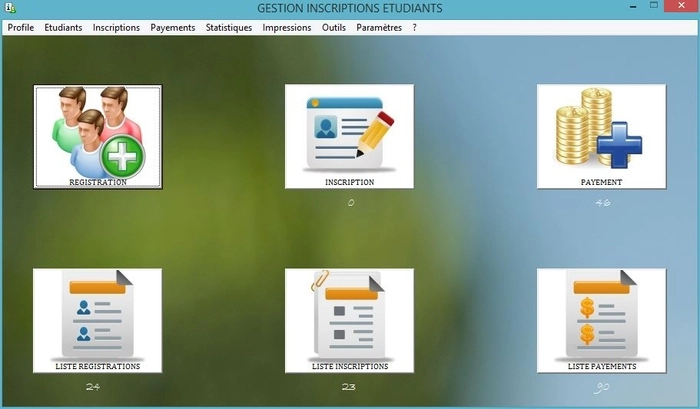 GESTION INSCRIPTIONS ETUDIANTS
Profile Etudiants Inscriptions Payements Statistiques Impressions Outils Paramètres ?
REGISTRATION INSCRIPTION PAYEMENT
0 46
LISTE REGISTRATIONS LISTE INSCRIPTIONS LISTE PAYEMENTS
24 23 90